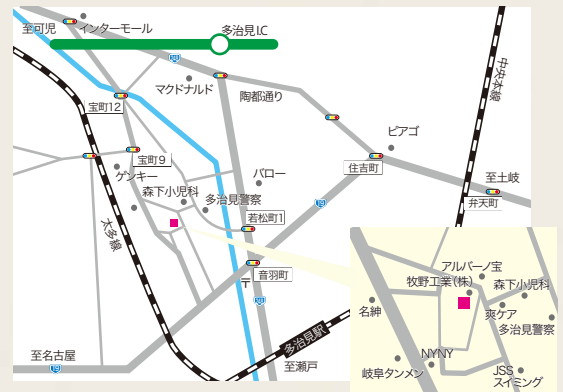 至可児
インターモール
多治見I.C
マクドナルド
陶都通り
中央本線
宝町12
ピアゴ
宝町9
住吉町
ゲンキー
バロー
至土岐
森下小児科
多治見警察
19
弁天町
若松町1
太多線
音羽町
〒
アルバーノ宝
牧野工業(株)
森下小児科
名紳
爽ケア
多治見警察
多治見駅
至名古屋
19
至瀬戸
NYNY
岐阜タンメン
JSS
スイミング